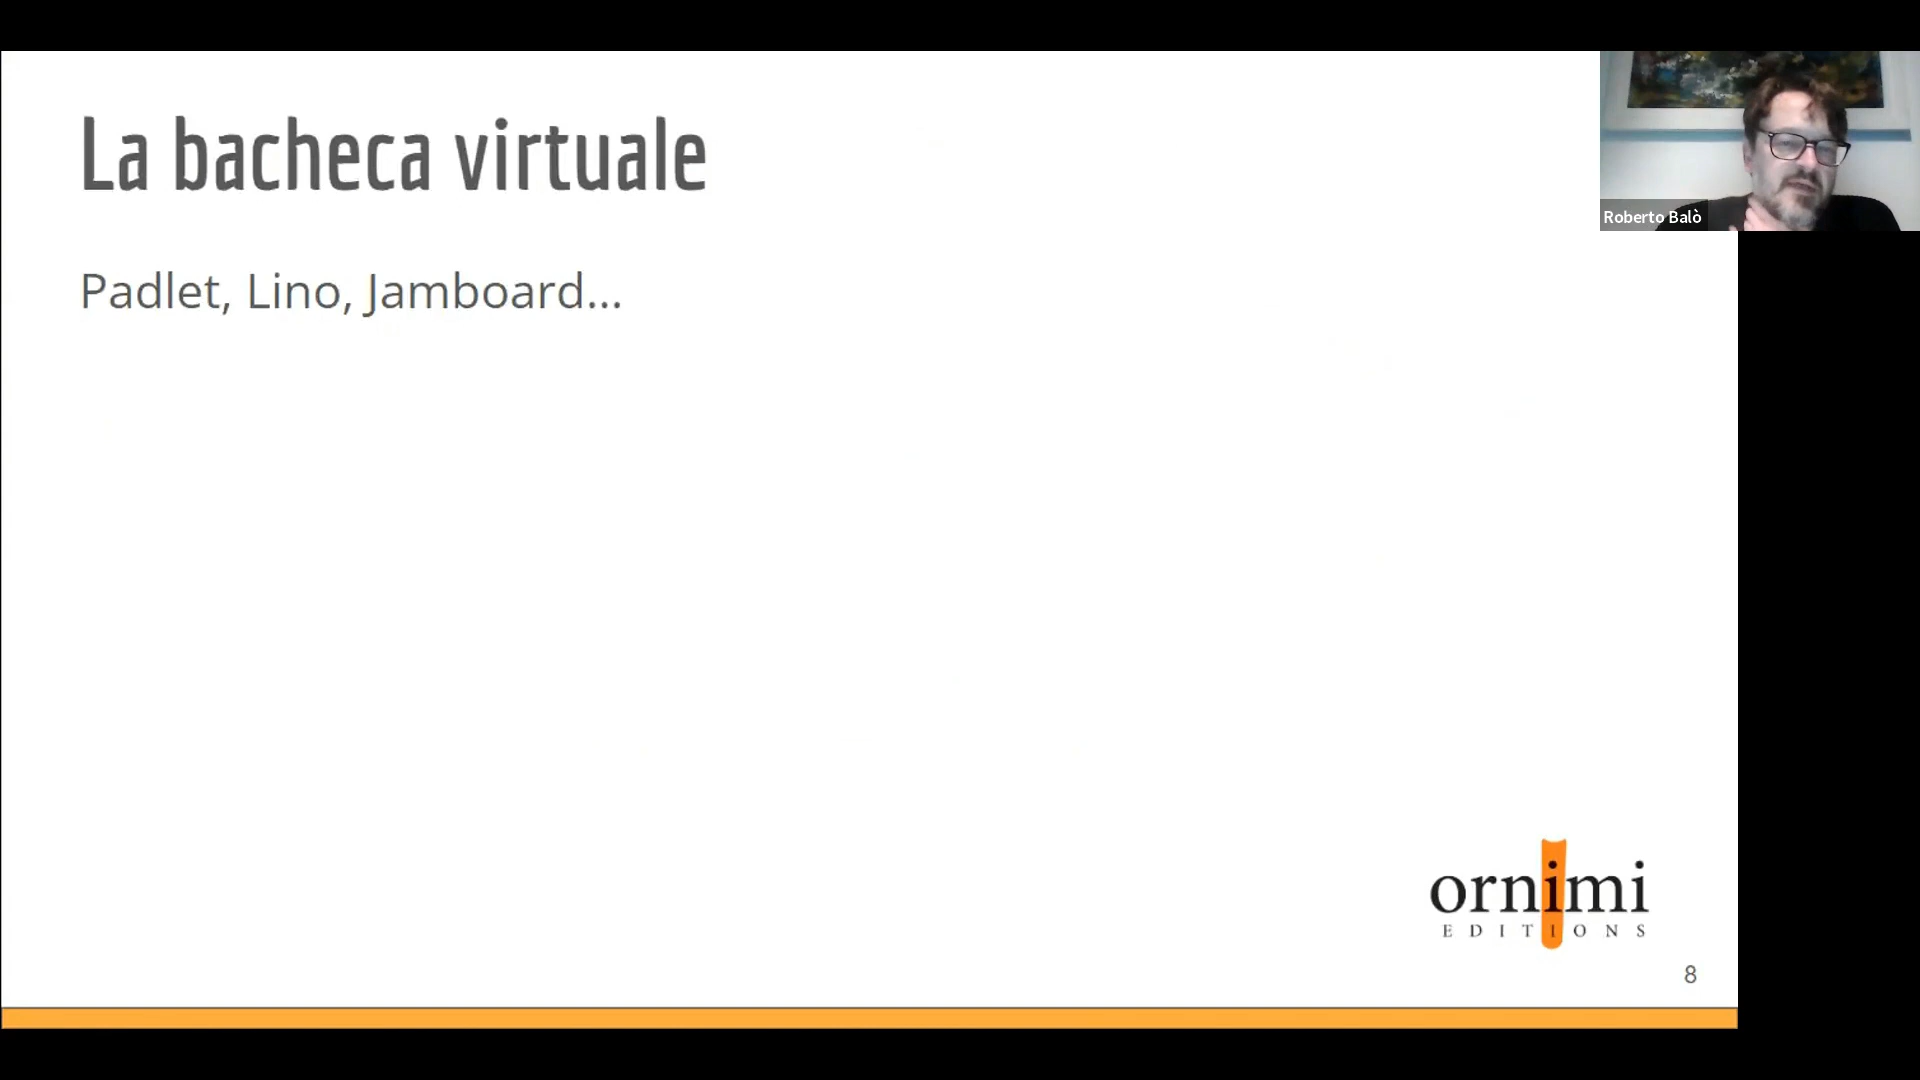 La bacheca virtuale
Roberto Balò
Padlet, Lino, Jamboard...
ornimi
EDITIONS
8